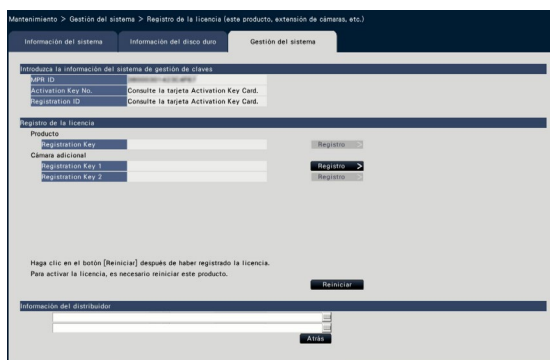 Mantenimiento > Gestión del sistema > Registro de la licencia (este producto, extensión de cámaras, etc.)
Información del sistema Información del disco duro Gestión del sistema
Introduzca la información del sistema de gestión de claves
MPR ID
Activation Key No. Consulte la tarjeta Activation Key Card.
Registration ID Consulte la tarjeta Activation Key Card.
Registro de la licencia
Producto
Registration Key Registro >
Cámara adicional
Registration Key 1 Registro >
Registration Key 2 Registro >
Haga clic en el botón [Reiniciar] después de haber registrado la licencia.
Para activar la licencia, es necesario reiniciar este producto.
Reiniciar
Información del distribuidor
Atrás